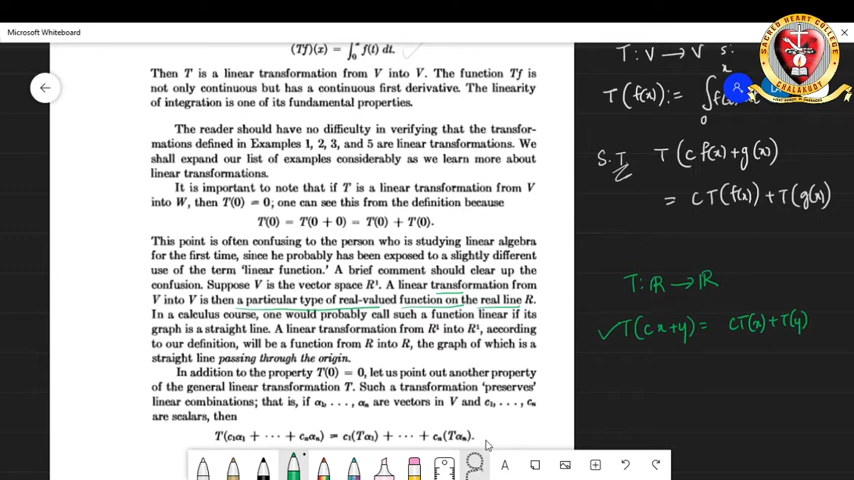 Microsoft Whiteboard
(Tf)(x) = ∫₀ˣ f(t) dt.
Then T is a linear transformation from V into V. The function Tf is
not only continuous but has a continuous first derivative. The linearity
of integration is one of its fundamental properties.
The reader should have no difficulty in verifying that the transfor-
mations defined in Examples 1, 2, 3, and 5 are linear transformations. We
shall expand our list of examples considerably as we learn more about
linear transformations.
It is important to note that if T is a linear transformation from V
into W, then T(0) = 0; one can see this from the definition because
T(0) = T(0 + 0) = T(0) + T(0).
This point is often confusing to the person who is studying linear algebra
for the first time, since he probably has been exposed to a slightly different
use of the term 'linear function.' A brief comment should clear up the
confusion. Suppose V is the vector space R¹. A linear transformation from
V into V is then a particular type of real-valued function on the real line R.
In a calculus course, one would probably call such a function linear if its
graph is a straight line. A linear transformation from R¹ into R¹, according
to our definition, will be a function from R into R, the graph of which is a
straight line passing through the origin.
In addition to the property T(0) = 0, let us point out another property
of the general linear transformation T. Such a transformation 'preserves'
linear combinations; that is, if α₁, . . . , αₙ are vectors in V and c₁, . . . , cₙ
are scalars, then
T(c₁α₁ + ··· + cₙαₙ) = c₁(Tα₁) + ··· + cₙ(Tαₙ).
T: V → V s:
T(f(x)) := ∫₀ˣ
S.T T(c f(x) + g(x))
= cT(f(x)) + T(g(x))
T: ℝ → ℝ
✓T(cx+y) = cT(x) + T(y)
SACRED HEART COLLEGE
CHALAKUDY
A